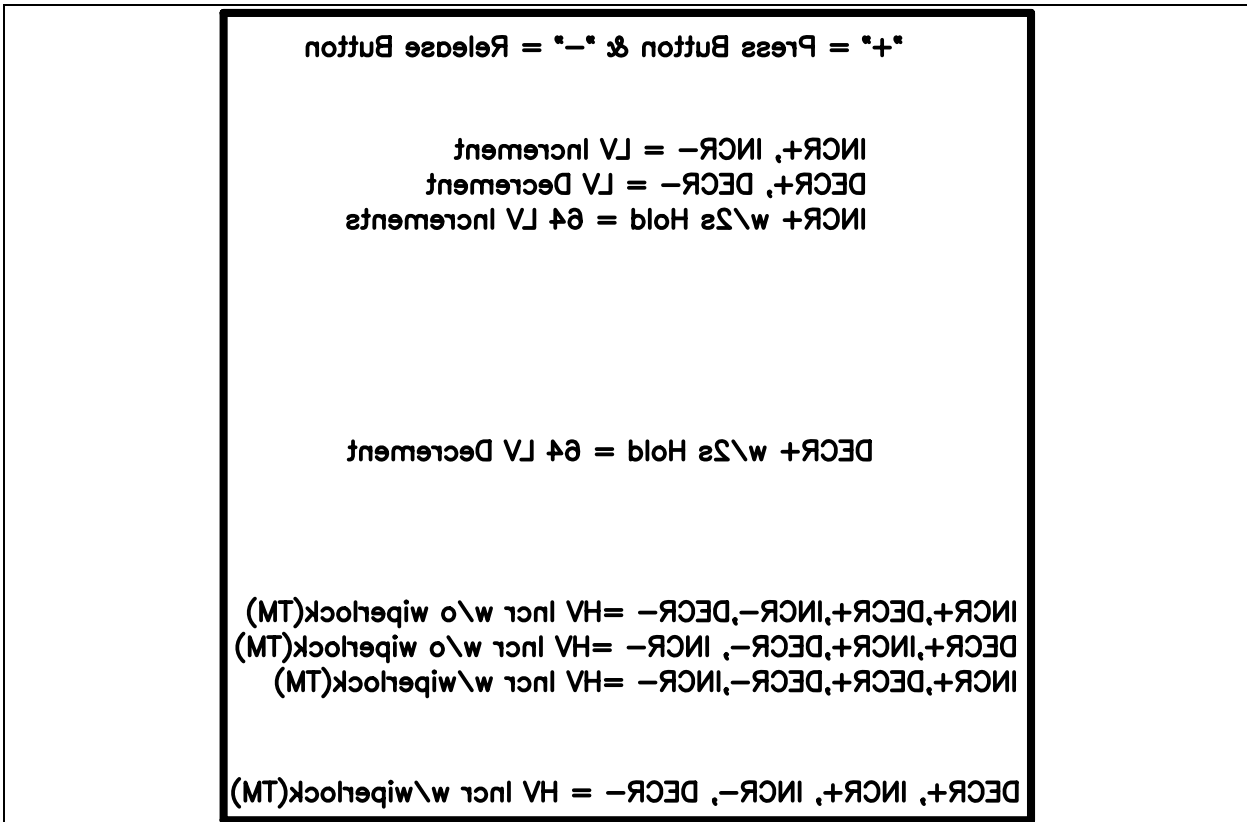 "+" = Press Button & "-" = Release Button
INCR+, INCR- = LV Increment
DECR+, DECR- = LV Decrement
INCR+ w/2s Hold = 64 LV Increments
DECR+ w/2s Hold = 64 LV Decrement
INCR+,DECR+,INCR-,DECR- =HV Incr w/o wiperlock(TM)
DECR+,INCR+,DECR-, INCR- =HV Incr w/o wiperlock(TM)
INCR+,DECR+,DECR-,INCR- =HV Incr w/wiperlock(TM)
DECR+, INCR+, INCR-, DECR- = HV Incr w/wiperlock(TM)